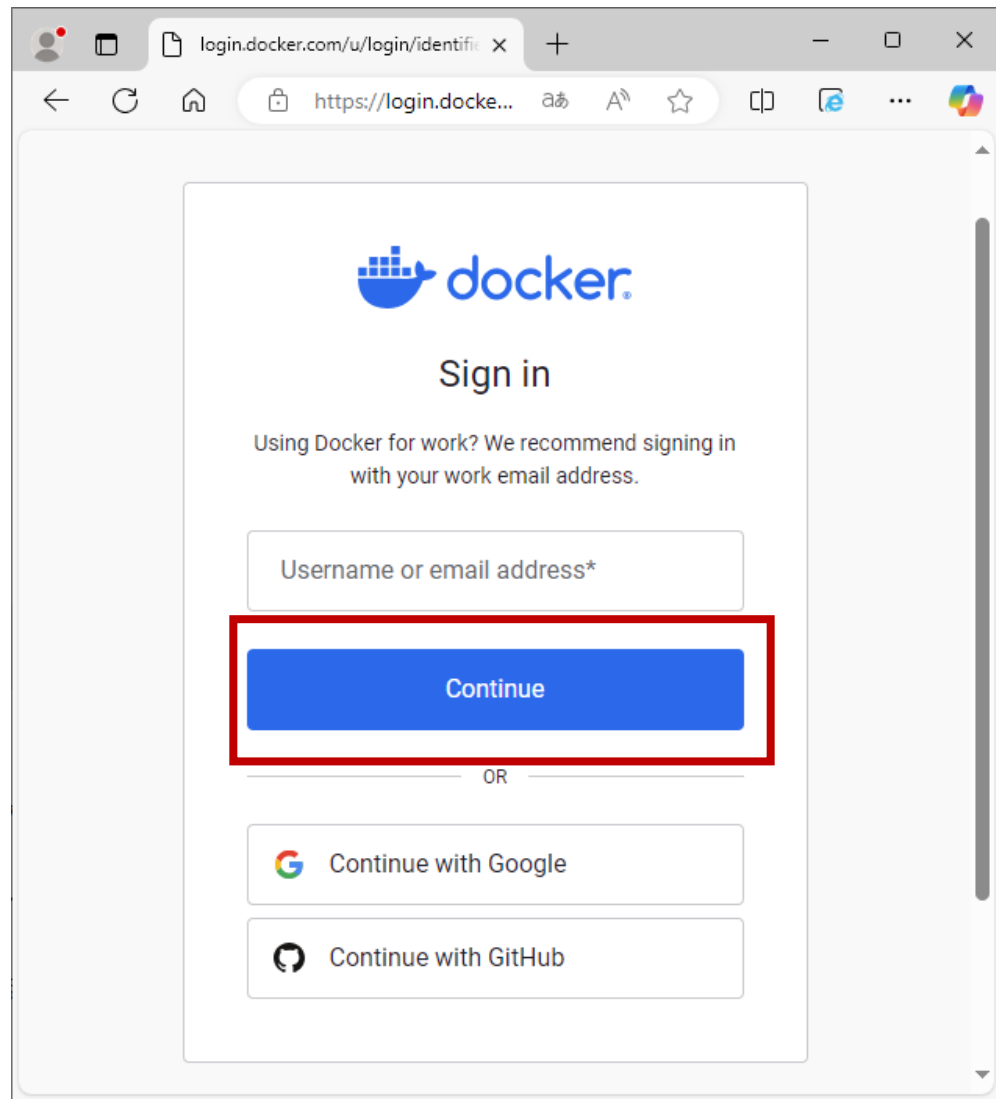 login.docker.com/u/login/identifie
https://login.docke...
docker
Sign in
Using Docker for work? We recommend signing in
with your work email address.
Username or email address*
Continue
OR
Continue with Google
Continue with GitHub